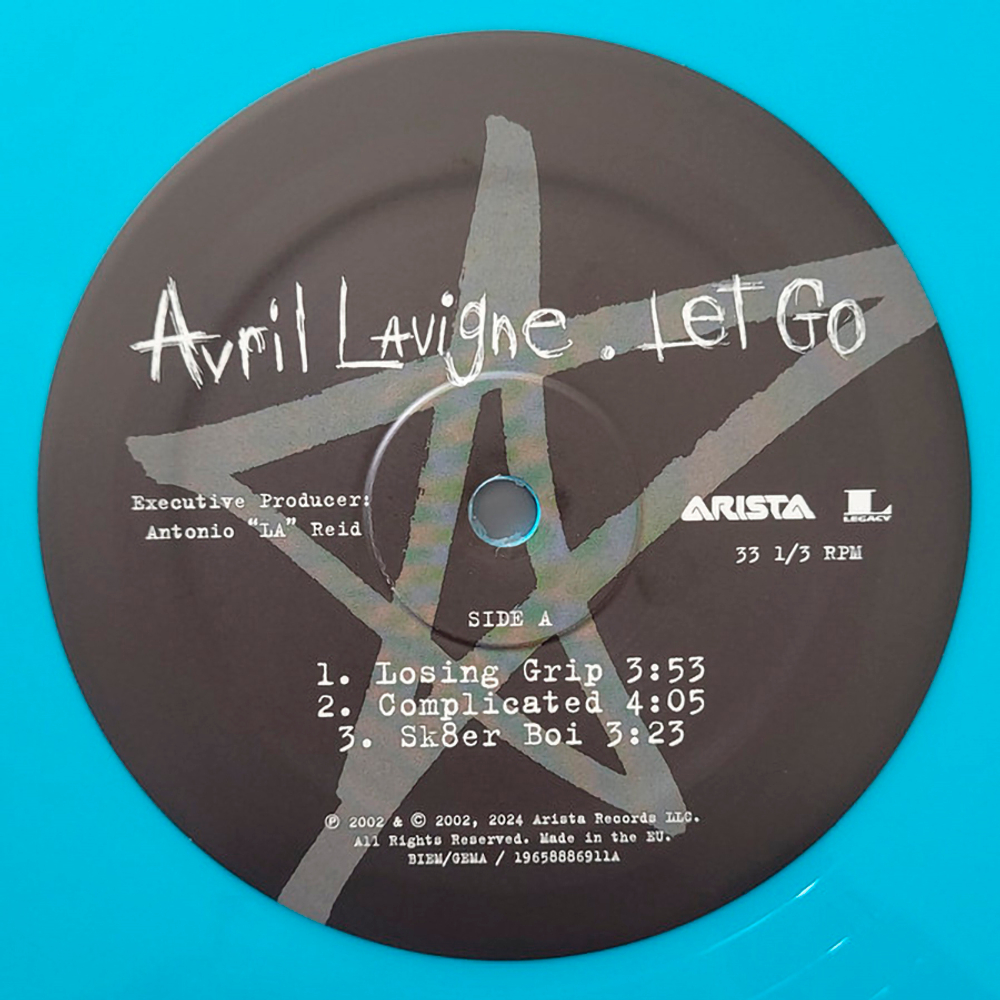 Avril Lavigne . Let Go
Executive Producer:
Antonio “LA” Reid
ARISTA
L
LEGACY
33 1/3 RPM
SIDE A
1. Losing Grip 3:53
2. Complicated 4:05
3. Sk8er Boi 3:23
℗ 2002 & © 2002, 2024 Arista Records LLC.
All Rights Reserved. Made in the EU.
BIEM/GEMA / 19658886911A